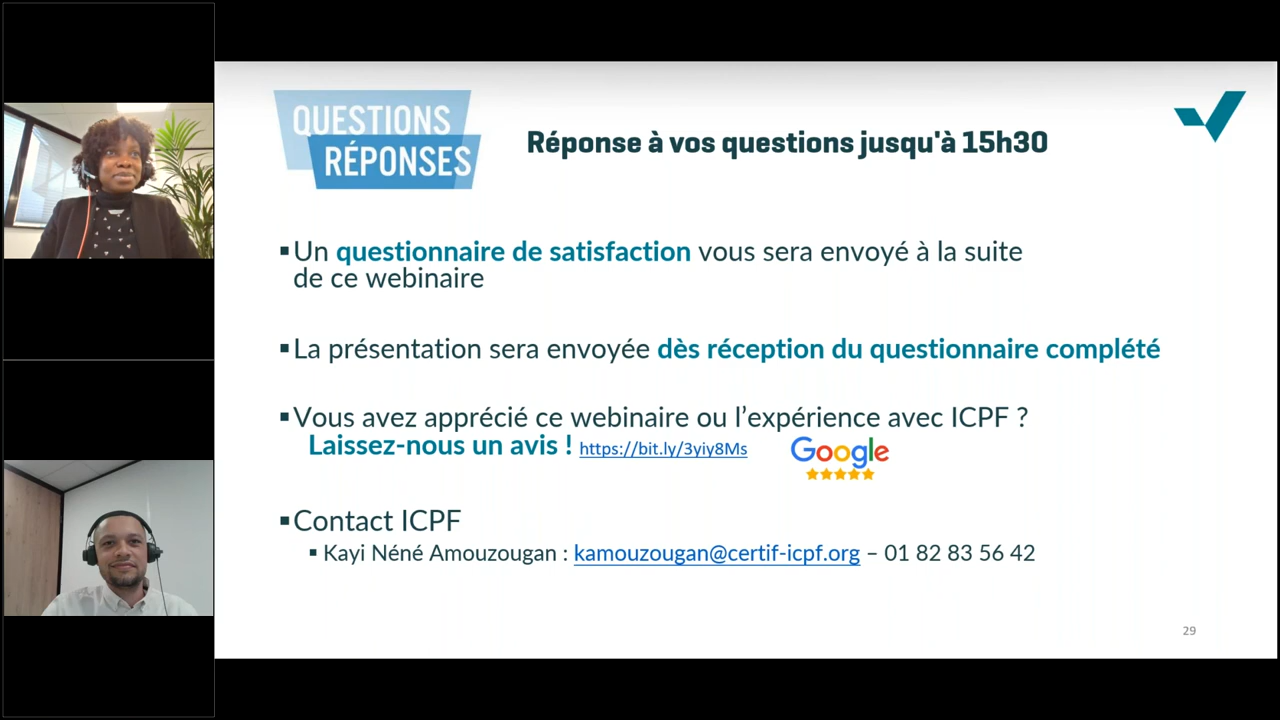 QUESTIONS
RÉPONSES
Réponse à vos questions jusqu'à 15h30
▪Un questionnaire de satisfaction vous sera envoyé à la suite
de ce webinaire
▪La présentation sera envoyée dès réception du questionnaire complété
▪Vous avez apprécié ce webinaire ou l’expérience avec ICPF ?
Laissez-nous un avis ! https://bit.ly/3yiy8Ms
Google
▪Contact ICPF
▪ Kayi Néné Amouzougan : kamouzougan@certif-icpf.org – 01 82 83 56 42
29